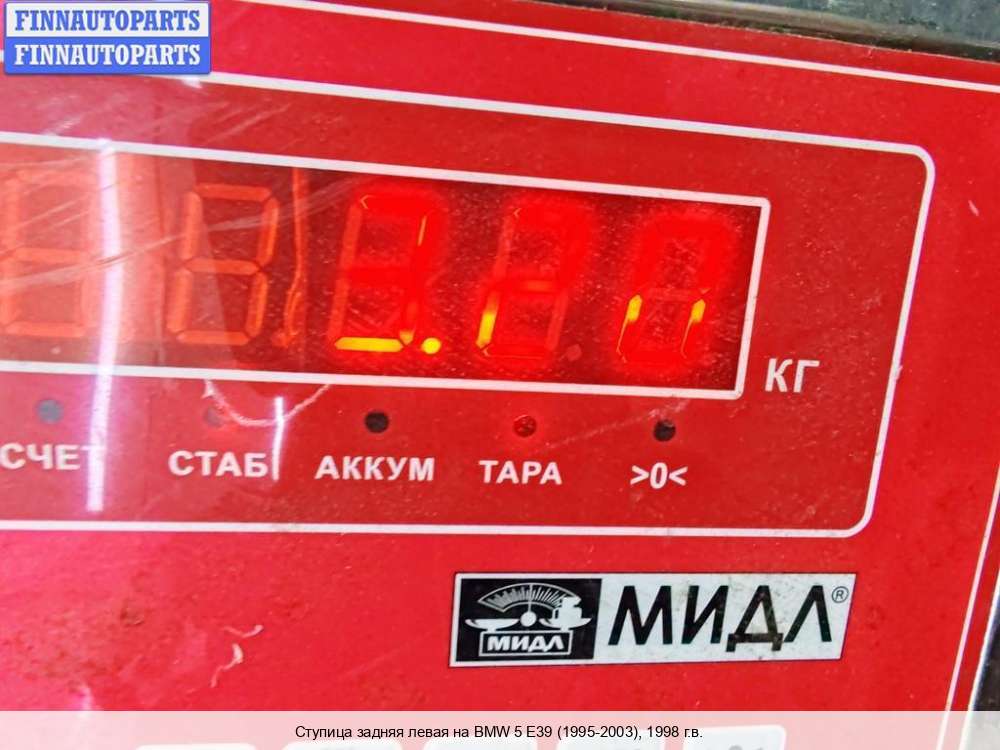 FINNAUTOPARTS
FINNAUTOPARTS
КГ
СЧЕТ СТАБ АККУМ ТАРА >0<
МИДЛ МИДЛ®
Ступица задняя левая на BMW 5 E39 (1995-2003), 1998 г.в.